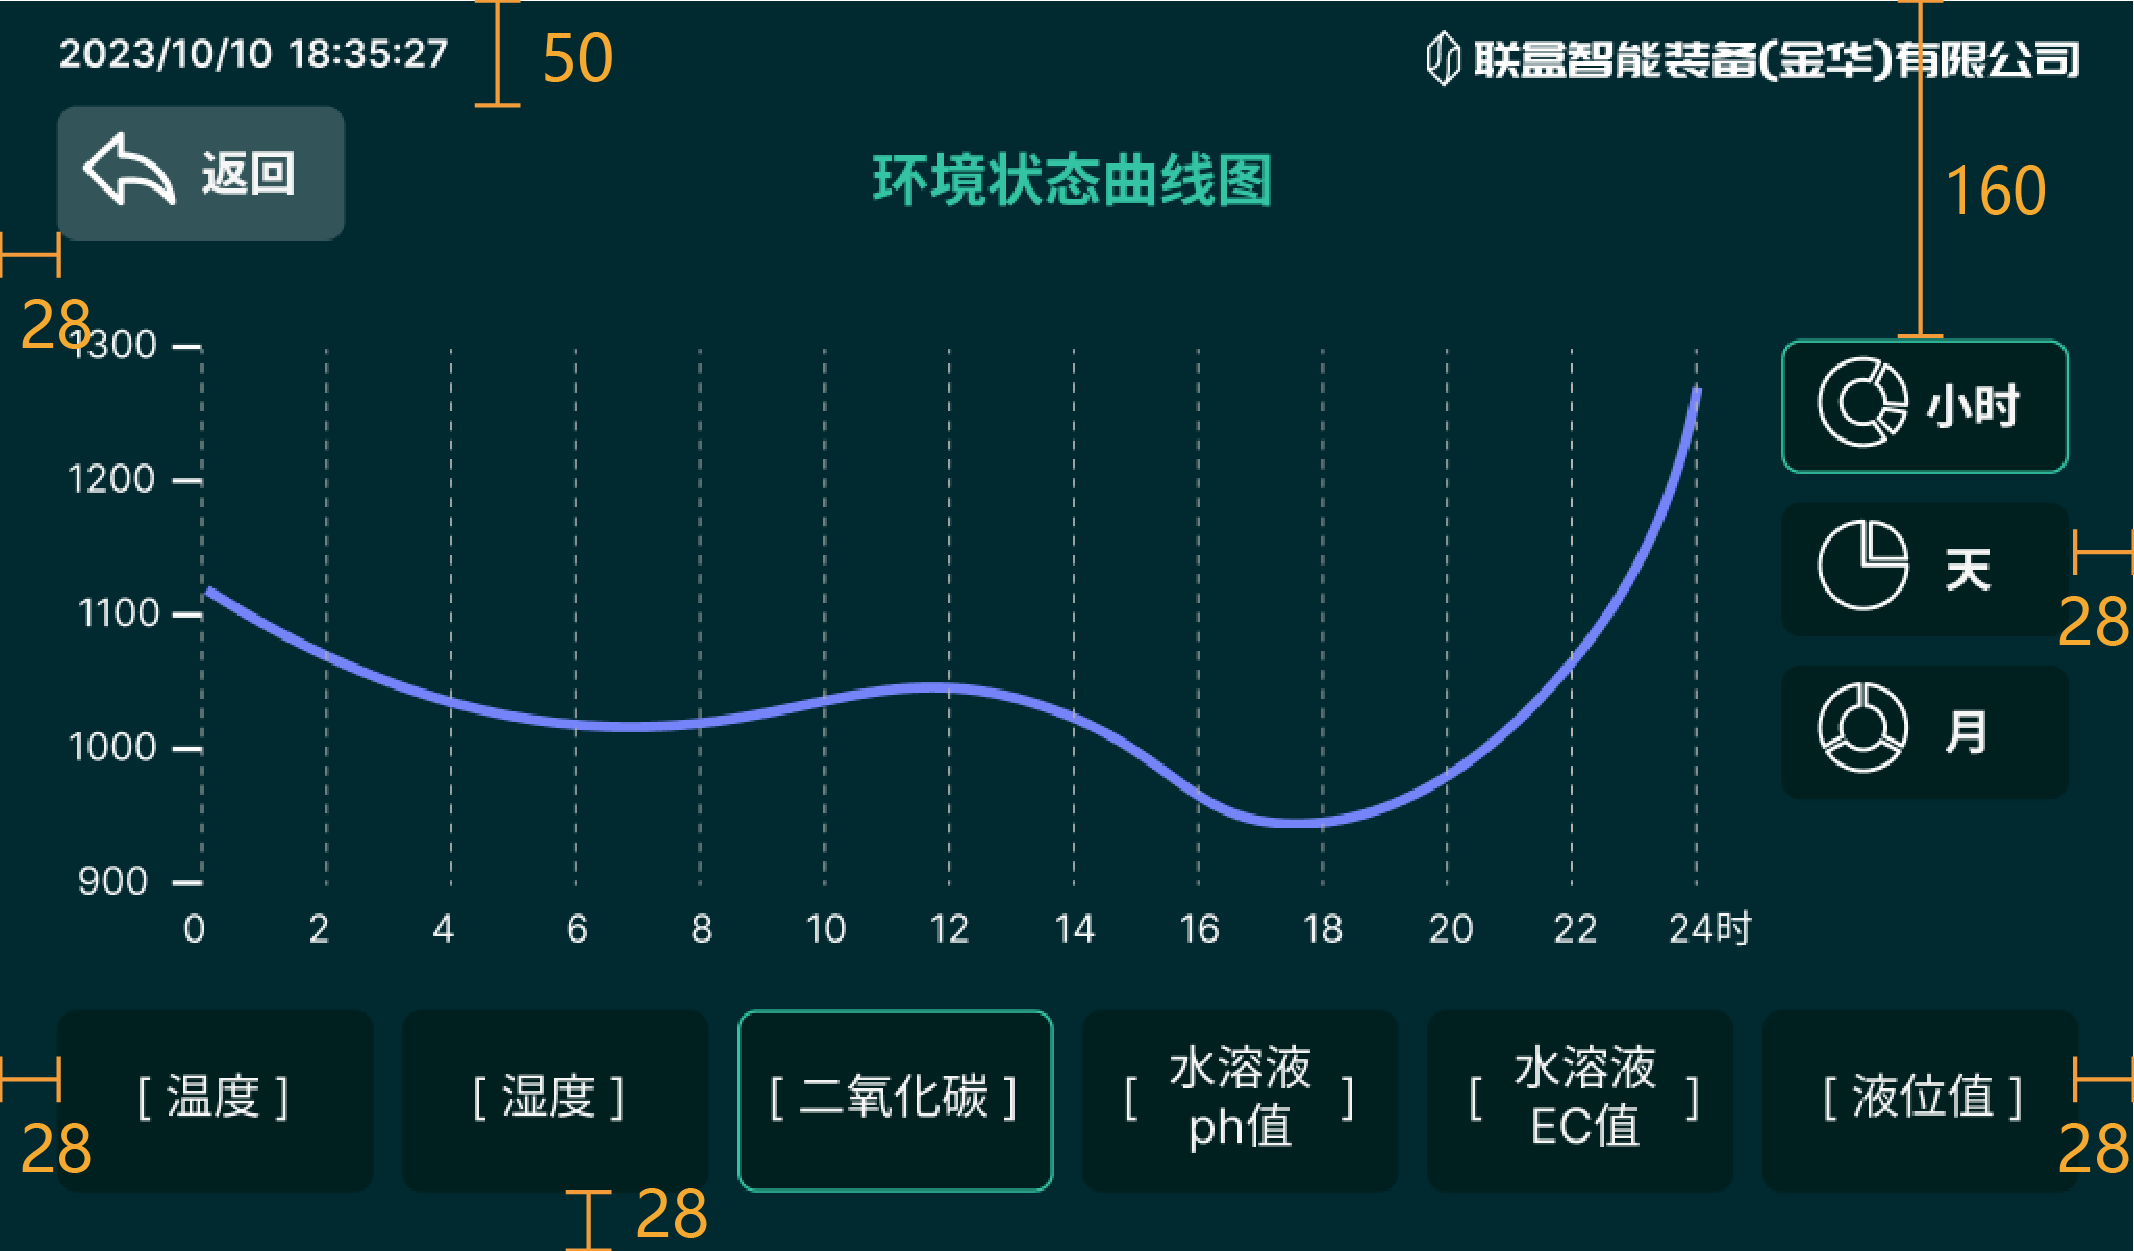 2023/10/10 18:35:27
50
联盒智能装备(金华)有限公司
返回
环境状态曲线图
160
28
1300
小时
1200
天
28
1100
月
1000
900
0 2 4 6 8 10 12 14 16 18 20 22 24时
[ 温度 ]
[ 湿度 ]
[ 二氧化碳 ]
[ 水溶液
ph值 ]
[ 水溶液
EC值 ]
[ 液位值 ]
28
28
28